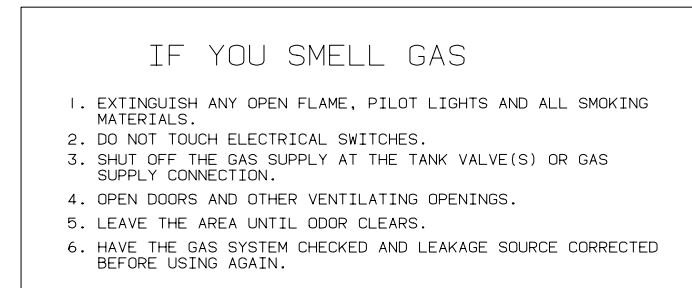 IF YOU SMELL GAS
1. EXTINGUISH ANY OPEN FLAME, PILOT LIGHTS AND ALL SMOKING
MATERIALS.
2. DO NOT TOUCH ELECTRICAL SWITCHES.
3. SHUT OFF THE GAS SUPPLY AT THE TANK VALVE(S) OR GAS
SUPPLY CONNECTION.
4. OPEN DOORS AND OTHER VENTILATING OPENINGS.
5. LEAVE THE AREA UNTIL ODOR CLEARS.
6. HAVE THE GAS SYSTEM CHECKED AND LEAKAGE SOURCE CORRECTED
BEFORE USING AGAIN.